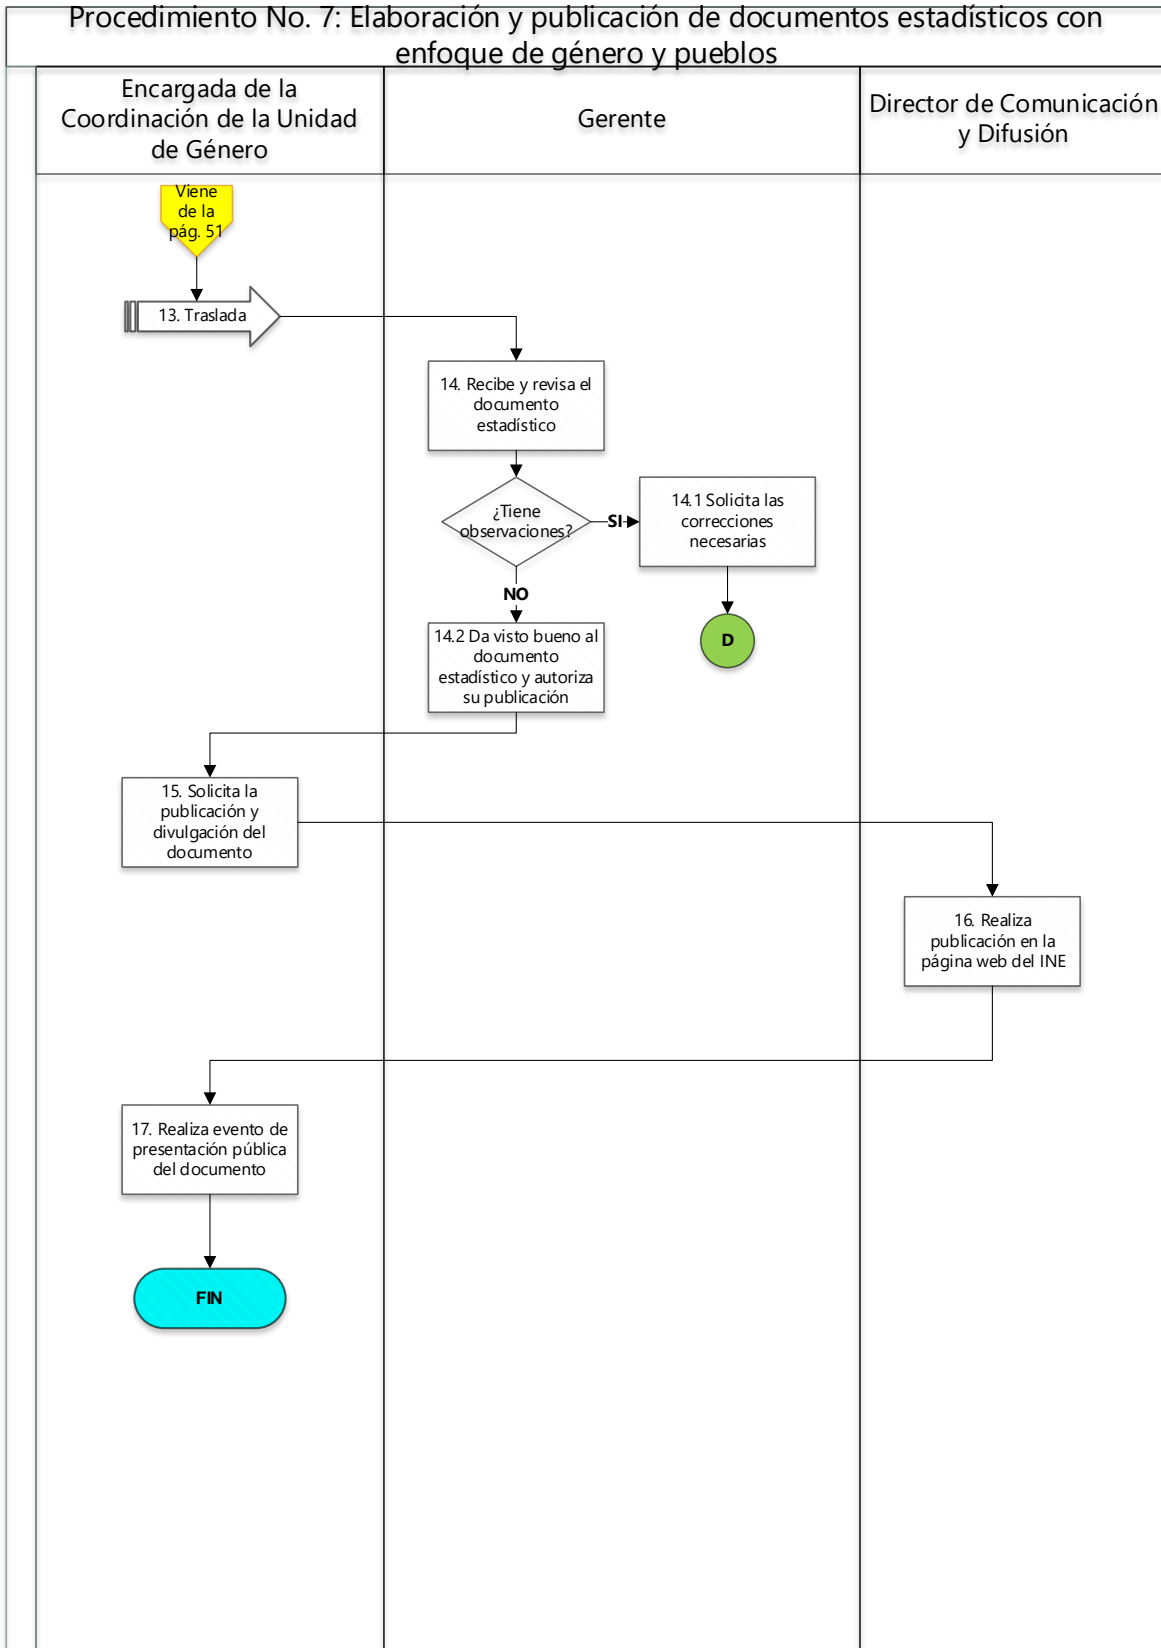 Procedimiento No. 7: Elaboración y publicación de documentos estadísticos con
enfoque de género y pueblos
Encargada de la
Coordinación de la Unidad
de Género
Gerente
Director de Comunicación
y Difusión
Viene
de la
pág. 51
13. Traslada
14. Recibe y revisa el
documento
estadístico
¿Tiene
observaciones?
SI
14.1 Solicita las
correcciones
necesarias
NO
D
14.2 Da visto bueno al
documento
estadístico y autoriza
su publicación
15. Solicita la
publicación y
divulgación del
documento
16. Realiza
publicación en la
página web del INE
17. Realiza evento de
presentación pública
del documento
FIN